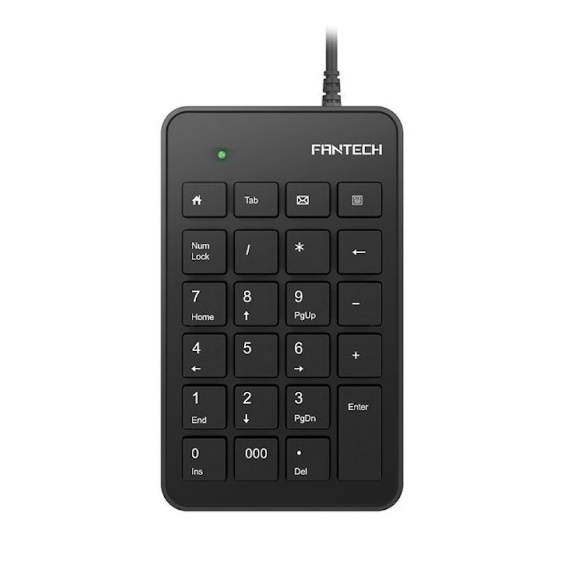 FANTECH
Tab
Num
Lock
/
*
←
7
Home
8
↑
9
PgUp
−
4
←
5
6
→
+
1
End
2
↓
3
PgDn
Enter
0
Ins
000
.
Del